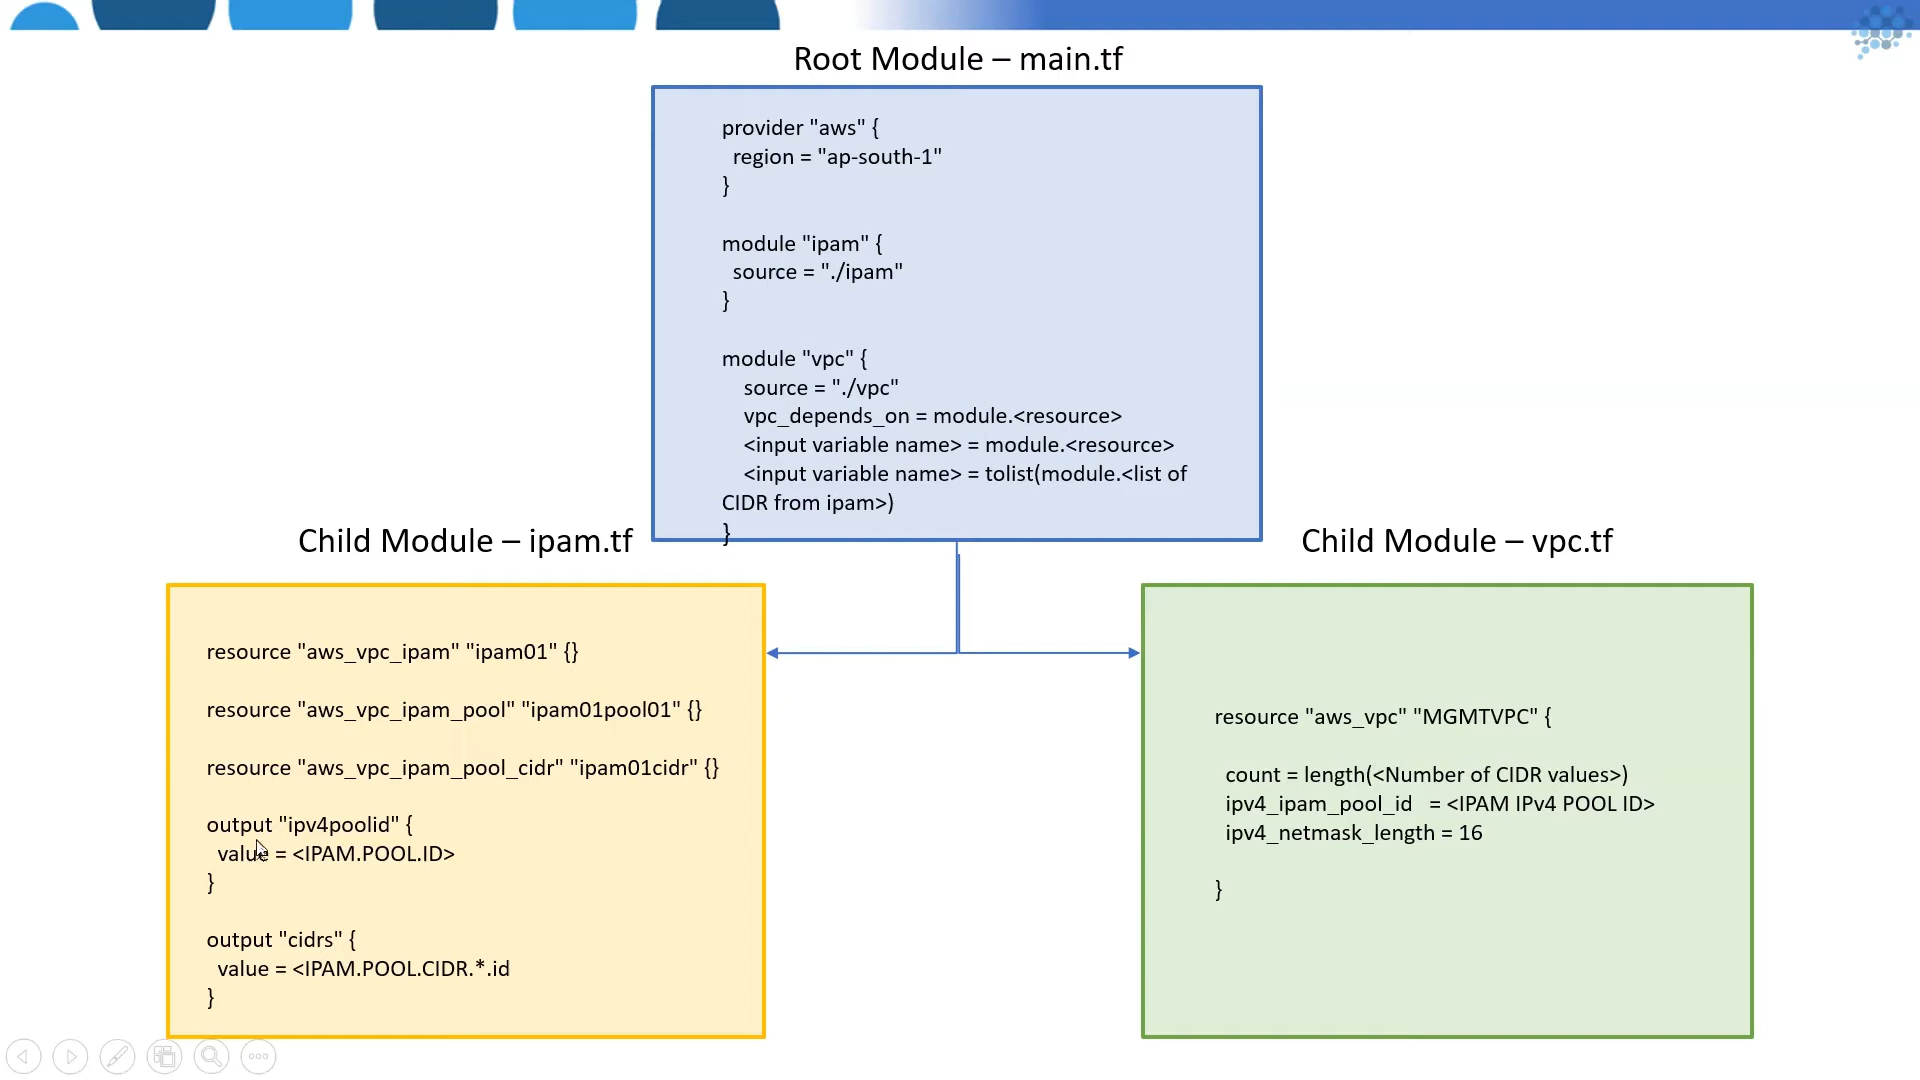 Root Module – main.tf
provider "aws" {
region = "ap-south-1"
}
module "ipam" {
source = "./ipam"
}
module "vpc" {
source = "./vpc"
vpc_depends_on = module.<resource>
<input variable name> = module.<resource>
<input variable name> = tolist(module.<list of
CIDR from ipam>)
}
Child Module – ipam.tf
resource "aws_vpc_ipam" "ipam01" {}
resource "aws_vpc_ipam_pool" "ipam01pool01" {}
resource "aws_vpc_ipam_pool_cidr" "ipam01cidr" {}
output "ipv4poolid" {
value = <IPAM.POOL.ID>
}
output "cidrs" {
value = <IPAM.POOL.CIDR.*.id
}
Child Module – vpc.tf
resource "aws_vpc" "MGMTVPC" {
count = length(<Number of CIDR values>)
ipv4_ipam_pool_id = <IPAM IPv4 POOL ID>
ipv4_netmask_length = 16
}